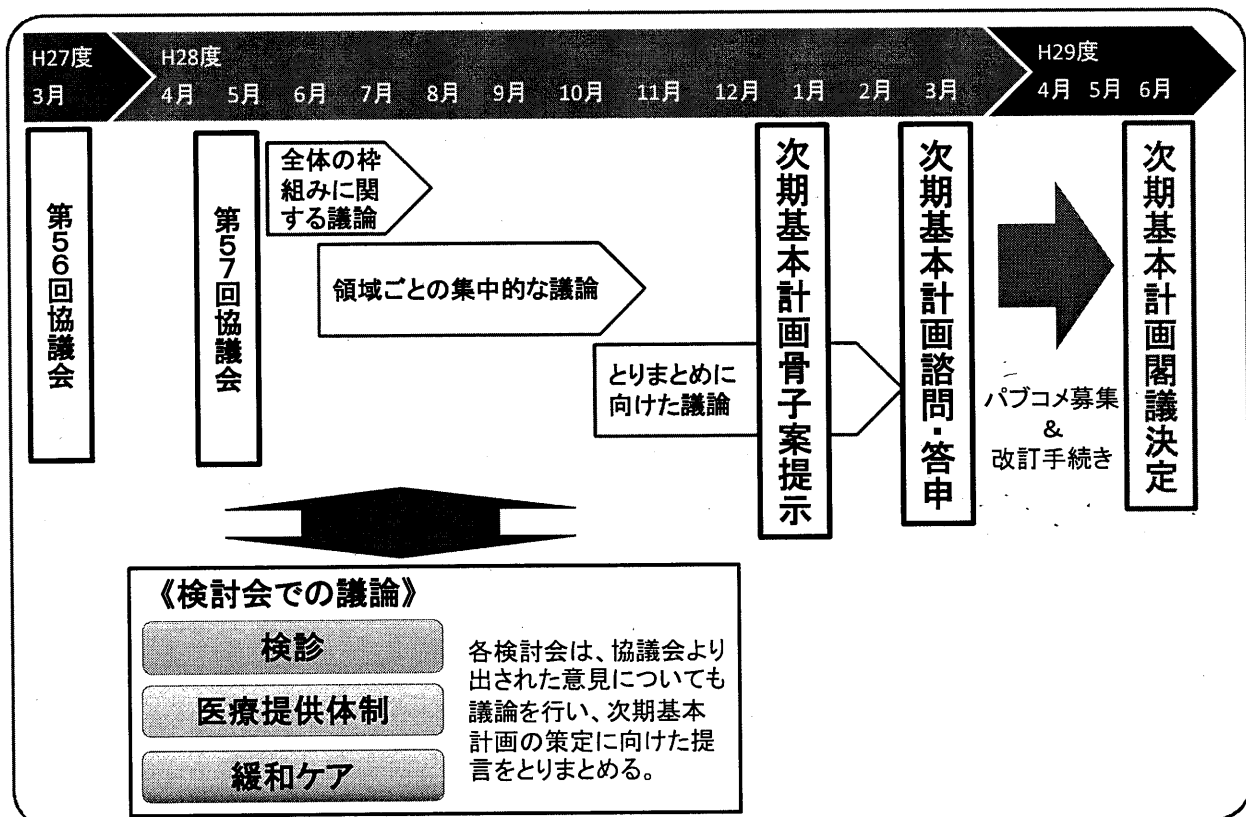 H27度
3月
H28度
4月 5月 6月 7月 8月 9月 10月 11月 12月 1月 2月 3月
H29度
4月 5月 6月
第56回協議会
第57回協議会
全体の枠
組みに関
する議論
領域ごとの集中的な議論
とりまとめに
向けた議論
次期基本計画骨子案提示
次期基本計画諮問・答申
パブコメ募集
&
改訂手続き
次期基本計画閣議決定
《検討会での議論》
検診
医療提供体制
緩和ケア
各検討会は、協議会より
出された意見についても
議論を行い、次期基本
計画の策定に向けた提
言をとりまとめる。